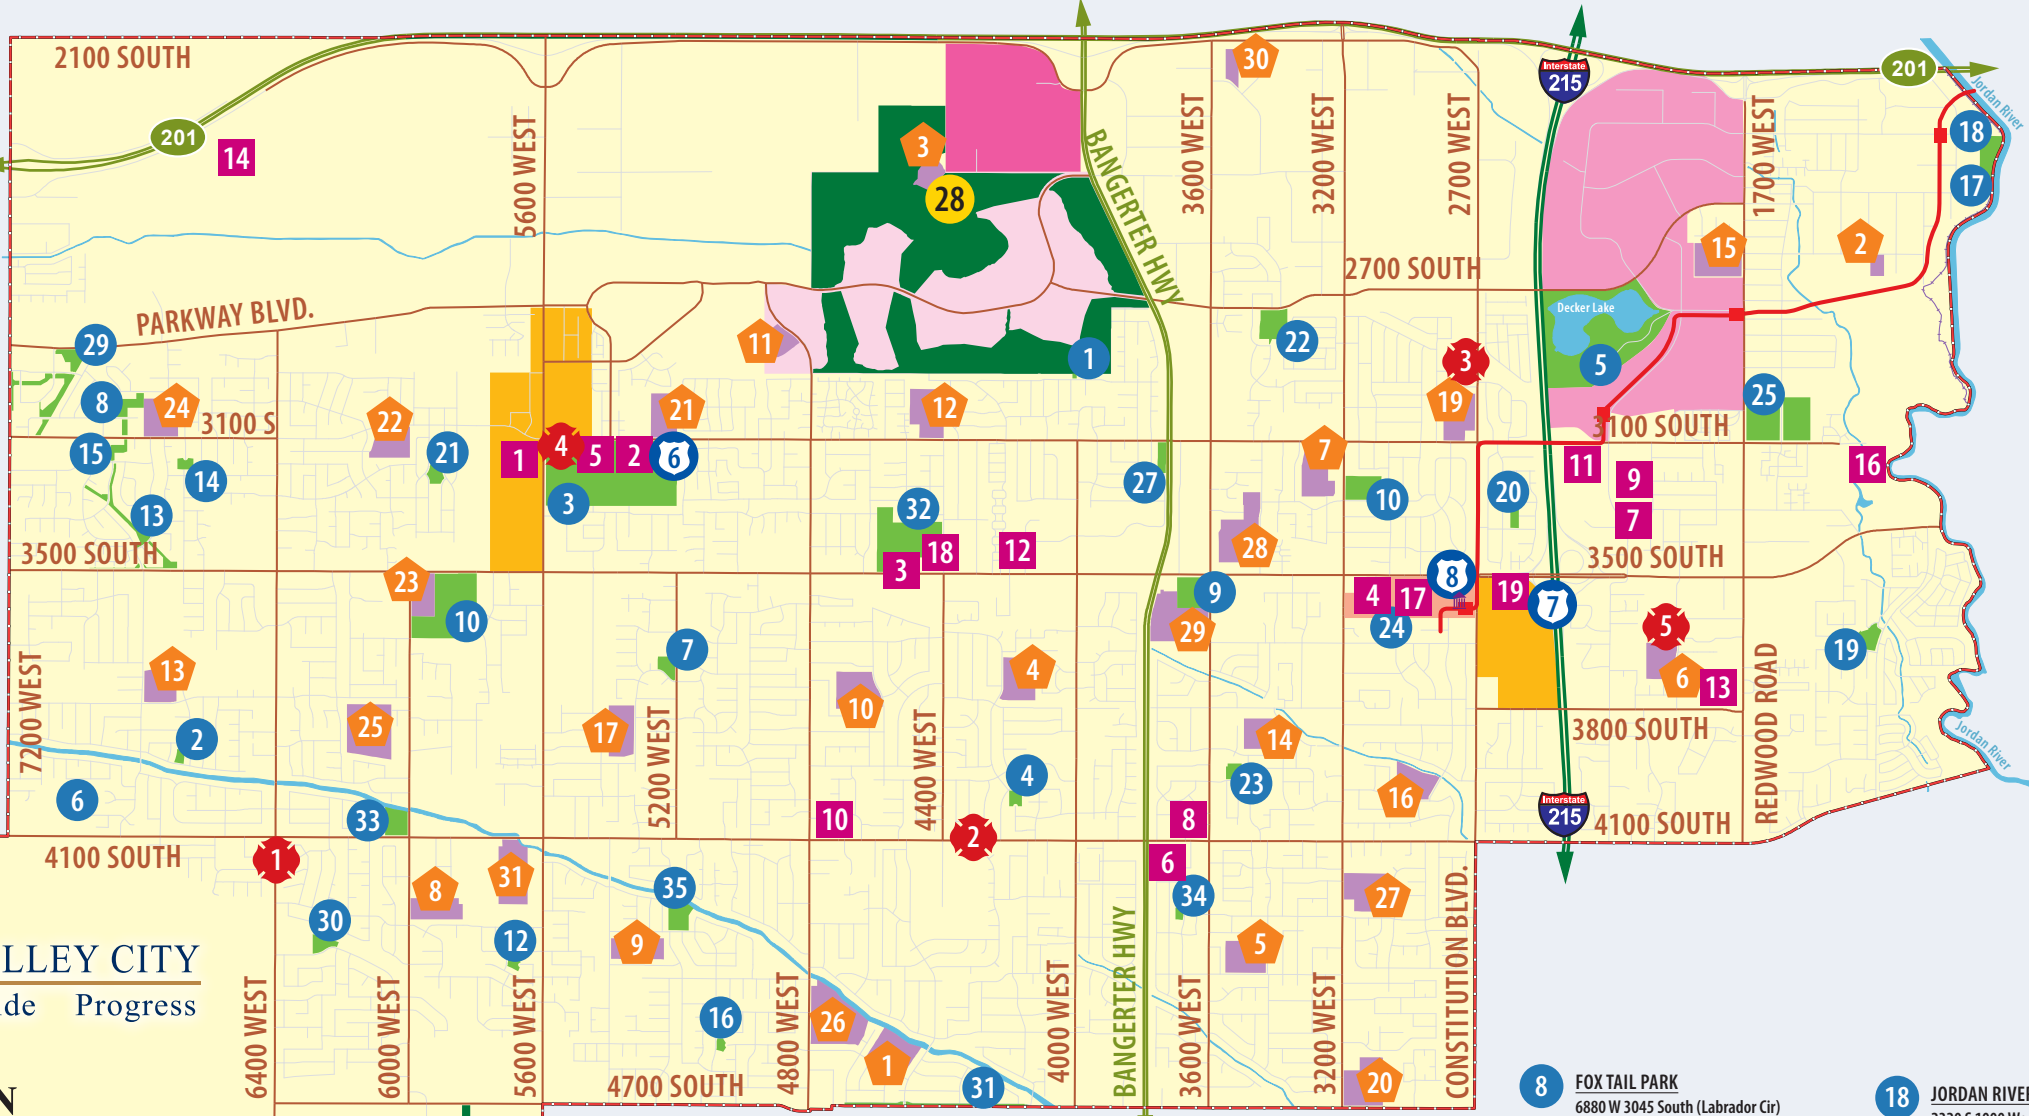 2100 SOUTH
201
14
5600 WEST
3
28
BANGERTER HWY
30
3600 WEST
3200 WEST
2700 WEST
Interstate
215
1700 WEST
201
Jordan River
18
17
15
2
2700 SOUTH
PARKWAY BLVD.
29
11
1
22
3
Decker Lake
5
8
24
3100 S
22
21
12
19
25
3100 SOUTH
15
21
1
4
5
2
6
7
11
16
14
3
27
10
20
9
13
32
7
3500 SOUTH
18
12
28
3500 SOUTH
3
23
10
9
8
4
17
19
7
29
24
5
7
19
7200 WEST
13
4
6
13
REDWOOD ROAD
25
2
17
5200 WEST
10
4400 WEST
14
3800 SOUTH
Jordan River
6
4
23
16
33
10
8
Interstate
215
4100 SOUTH
4100 SOUTH
1
2
6
8
31
35
34
27
CONSTITUTION BLVD.
30
12
9
5
LLEY CITY
ide Progress
6400 WEST
6000 WEST
5600 WEST
16
4800 WEST
26
4000 WEST
BANGERTER HWY
3600 WEST
3200 WEST
1
4700 SOUTH
31
20
N
8
FOX TAIL PARK
6880 W 3045 South (Labrador Cir)
18
JORDAN RIVER